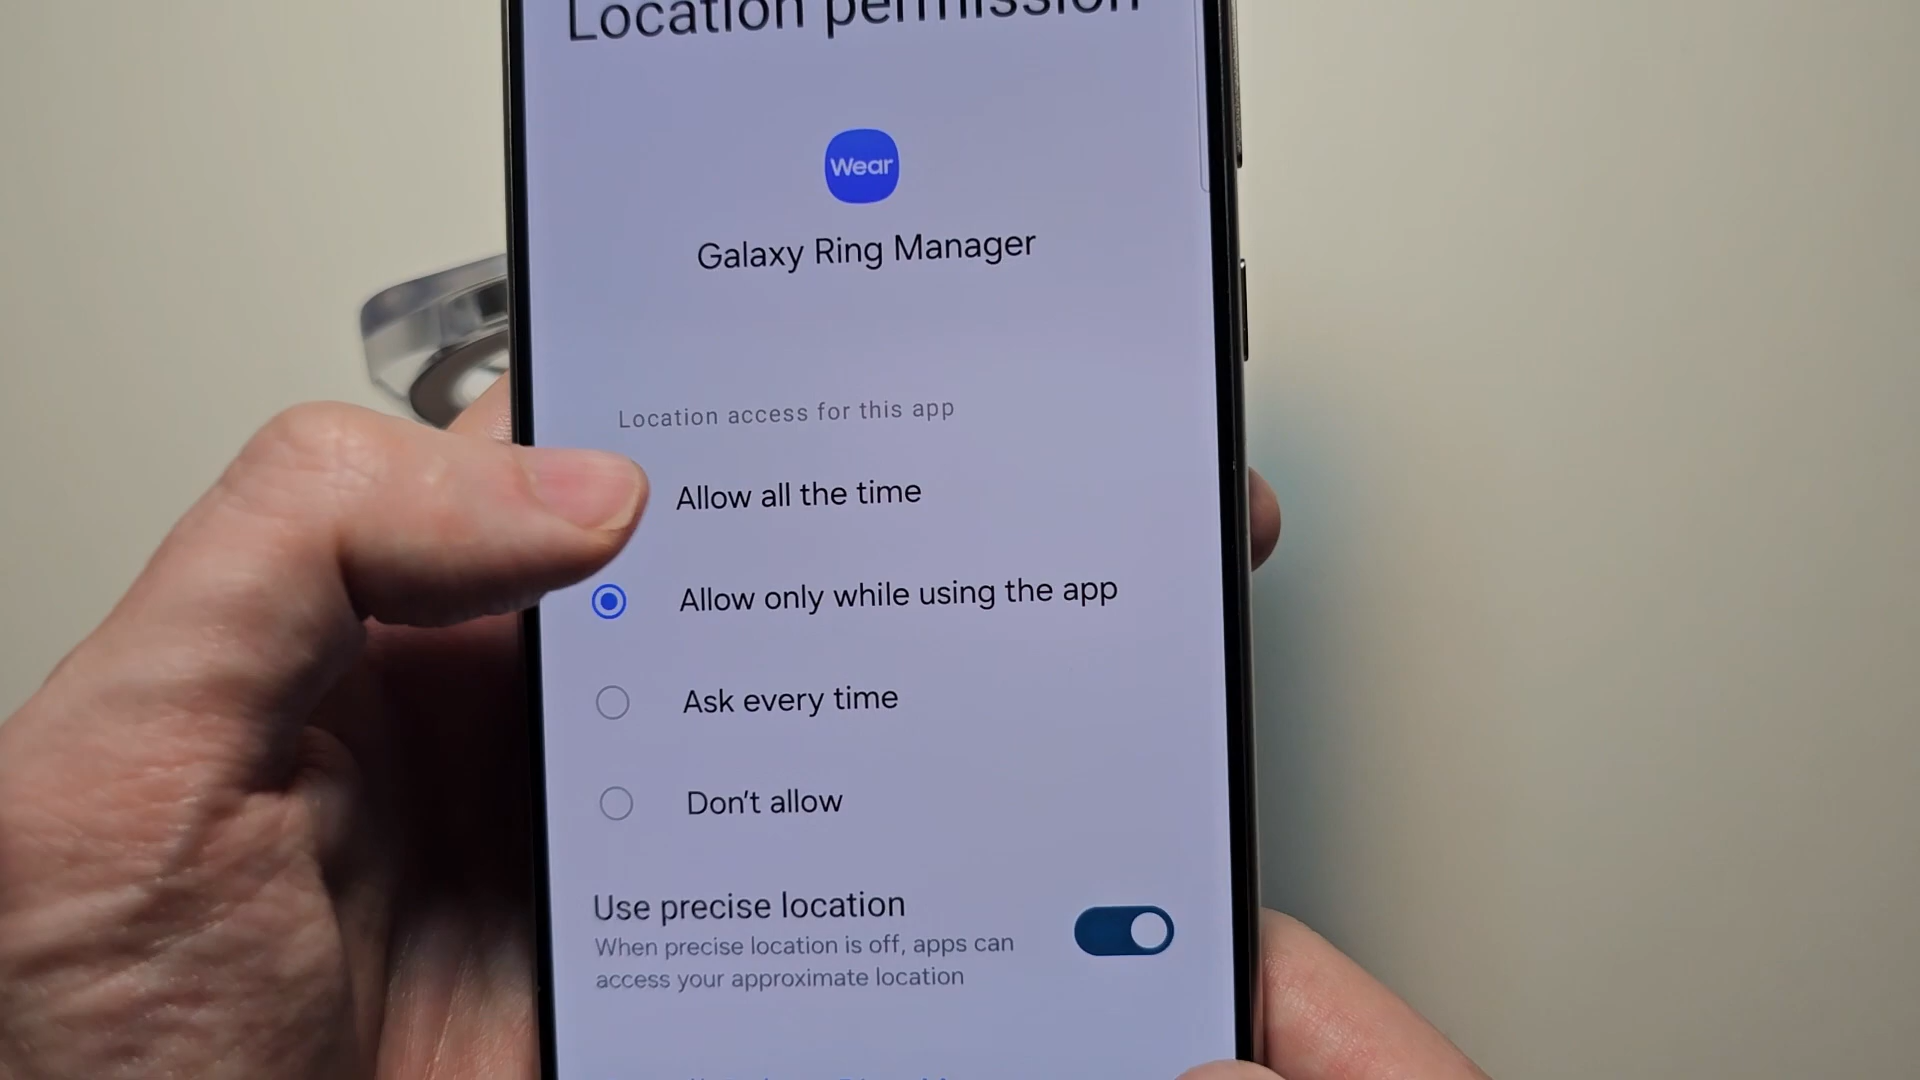 Location permission
Wear
Galaxy Ring Manager
Location access for this app
Allow all the time
Allow only while using the app
Ask every time
Don't allow
Use precise location
When precise location is off, apps can
access your approximate location